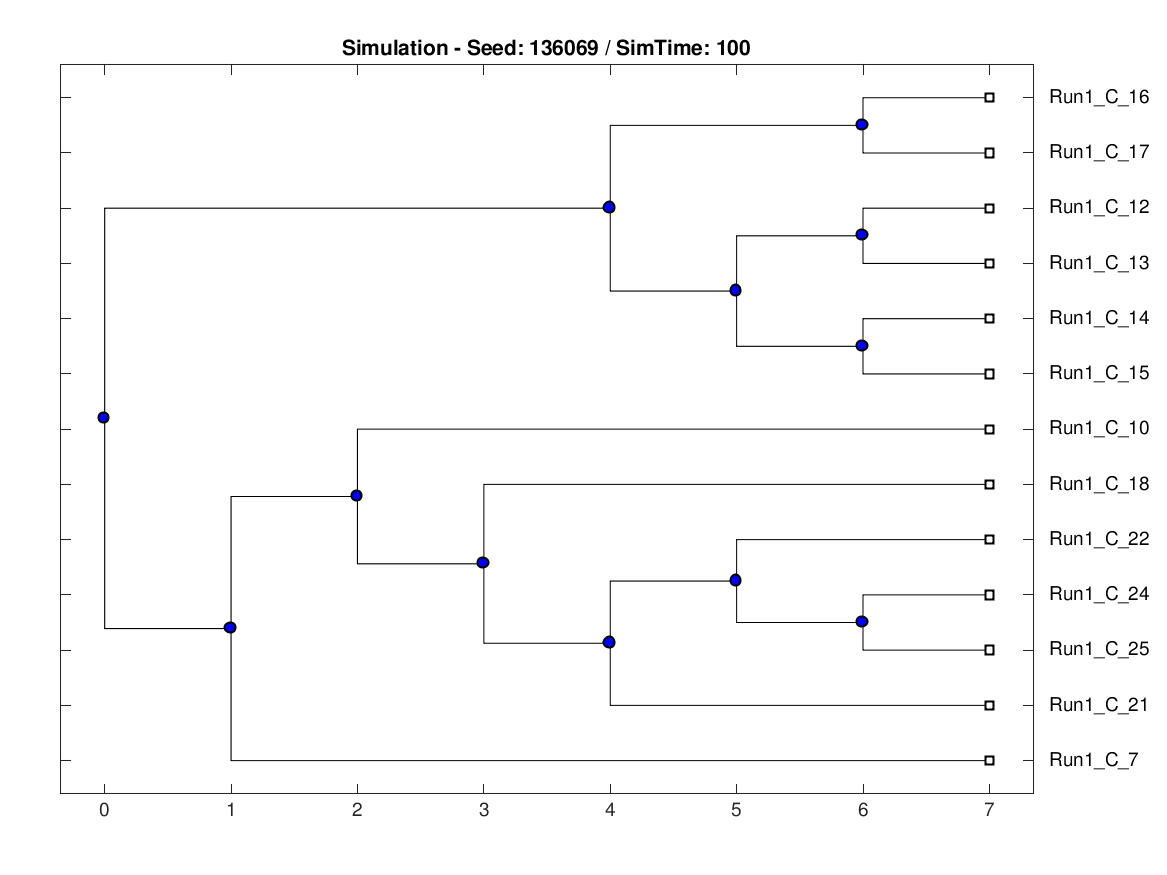 Simulation - Seed: 136069 / SimTime: 100
Run1_C_16
Run1_C_17
Run1_C_12
Run1_C_13
Run1_C_14
Run1_C_15
Run1_C_10
Run1_C_18
Run1_C_22
Run1_C_24
Run1_C_25
Run1_C_21
Run1_C_7
0 1 2 3 4 5 6 7